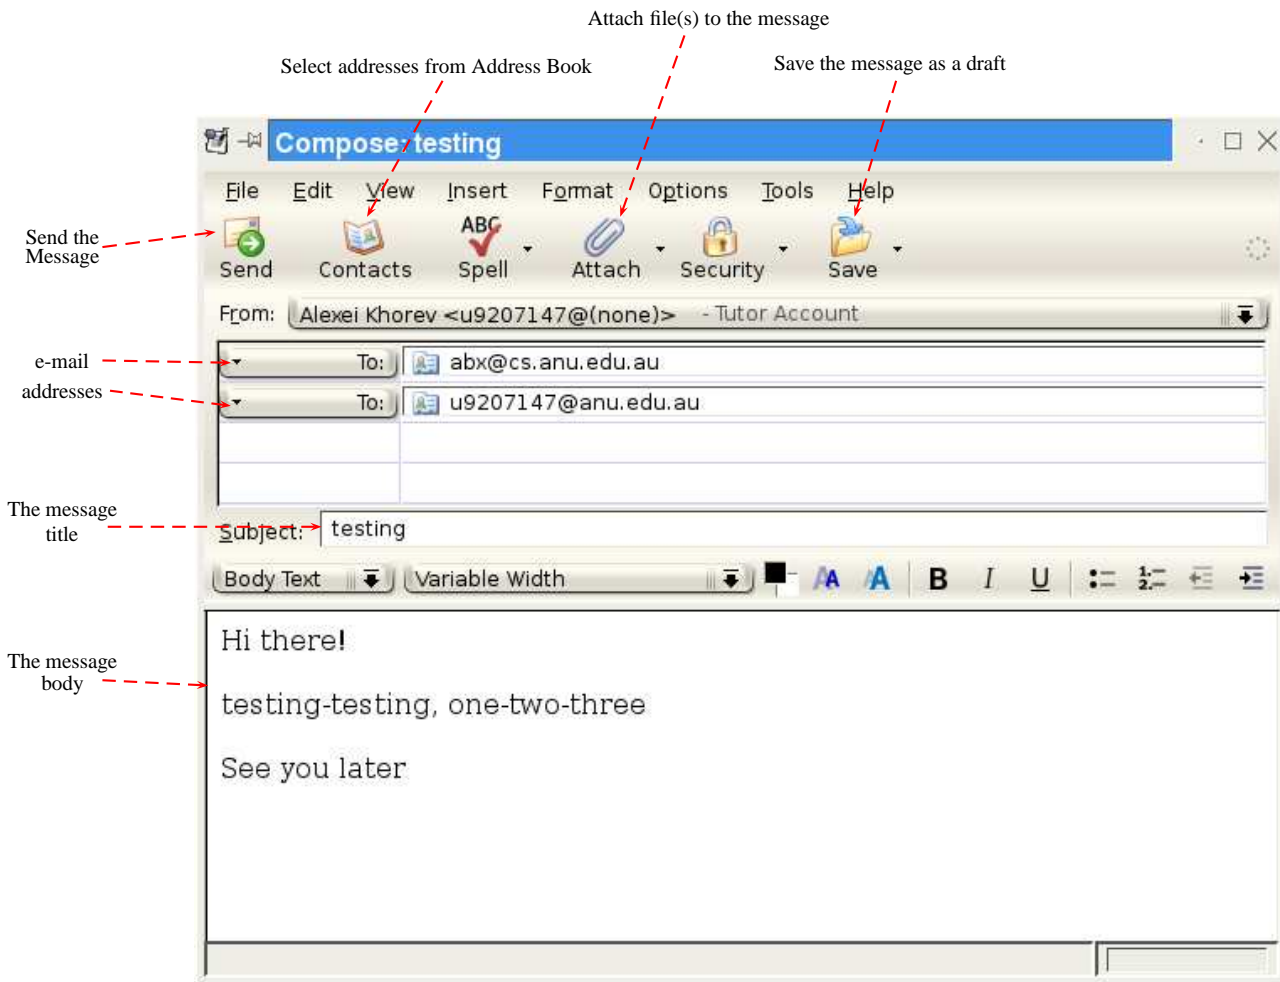 Attach file(s) to the message
Select addresses from Address Book
Save the message as a draft
Compose: testing
File Edit View Insert Format Options Tools Help
Send the
Message
ABC
Send Contacts Spell Attach Security Save
From: Alexei Khorev <u9207147@(none)> - Tutor Account
e-mail
addresses
To: abx@cs.anu.edu.au
To: u9207147@anu.edu.au
The message
title
Subject: testing
Body Text Variable Width A A A B I U
Hi there!
The message
body
testing-testing, one-two-three
See you later